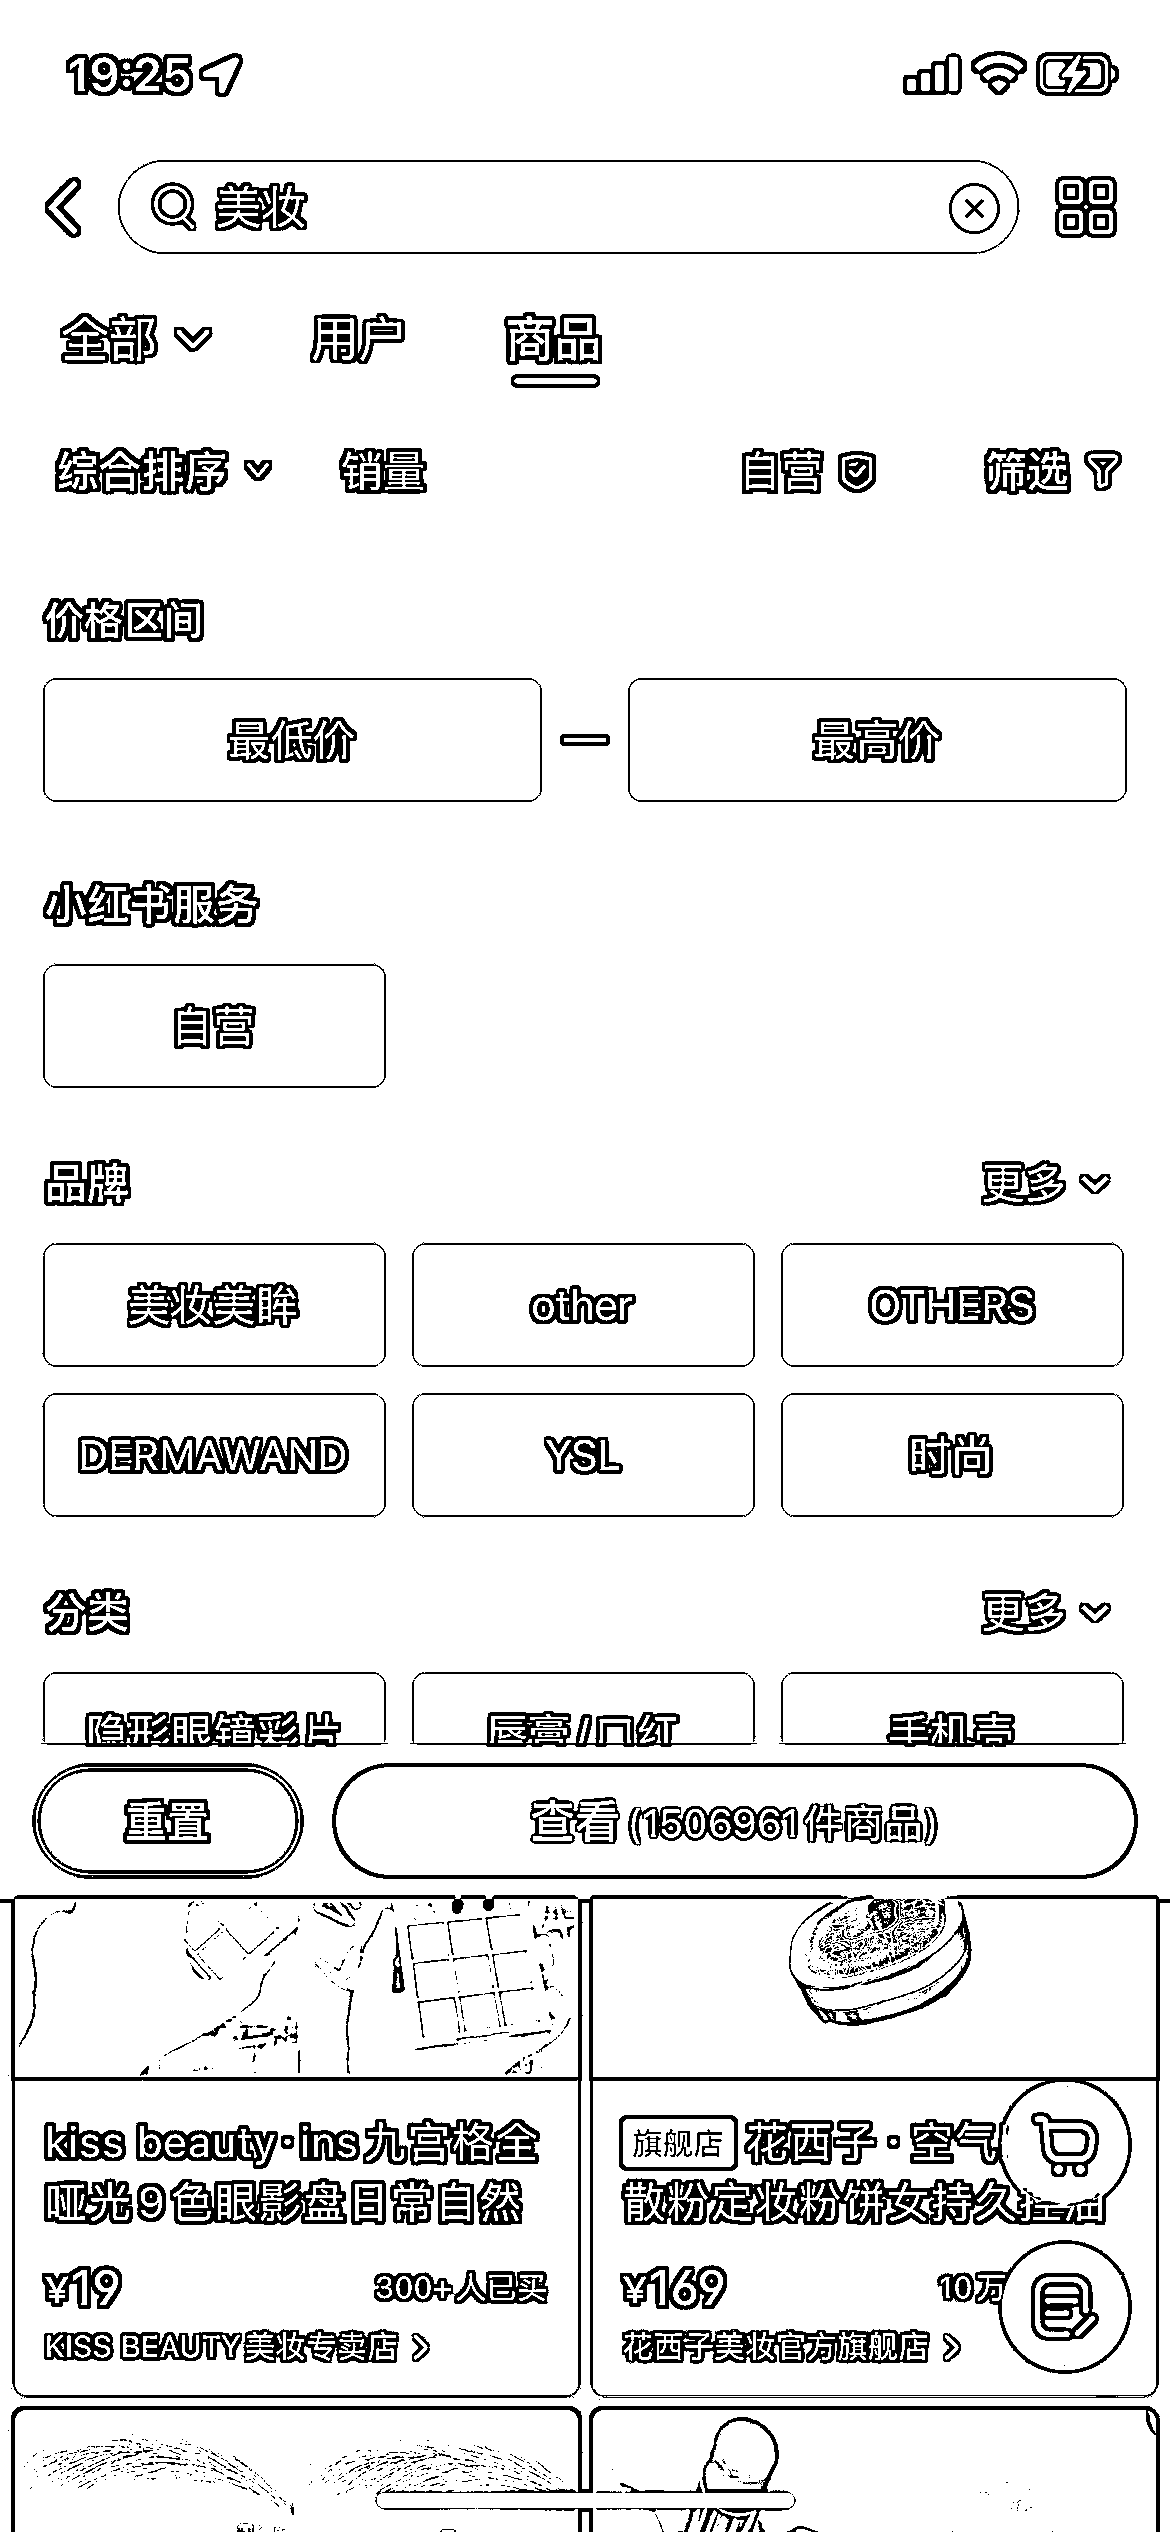 19:25
美妆
全部 用户 商品
综合排序 销量 自营 筛选
价格区间
最低价 — 最高价
小红书服务
自营
品牌 更多
美妆美眸 other OTHERS
DERMAWAND YSL 时尚
分类 更多
隐形眼镜彩片 唇膏/口红 手机壳
重置 查看 (1506961件商品)
kiss beauty·ins九宫格全
哑光9色眼影盘日常自然
¥19 300+人已买
KISS BEAUTY美妆专卖店
旗舰店 花西子·空气
散粉定妆粉饼女持久控油
¥169 10万
花西子美妆官方旗舰店